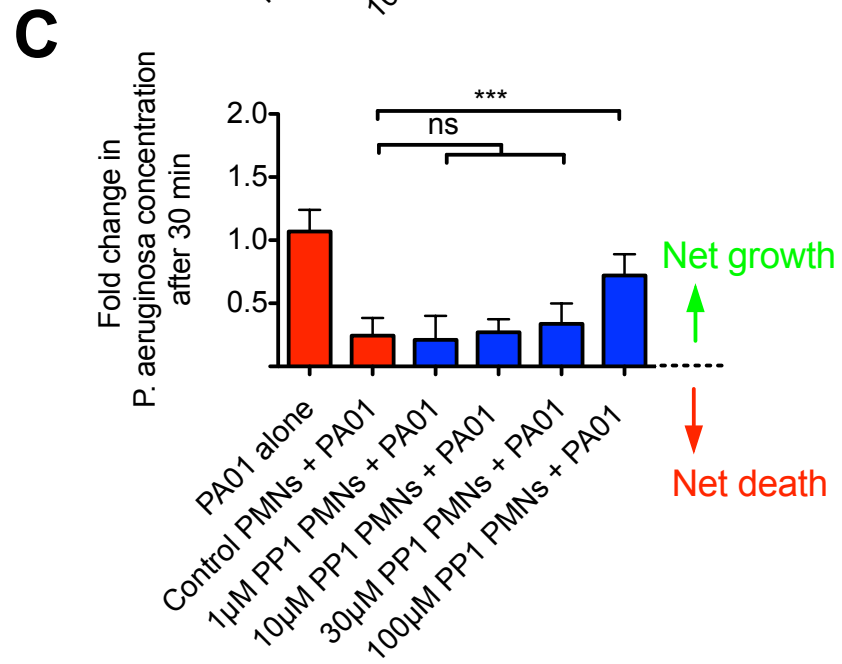 10
C
Fold change in
P. aeruginosa concentration
after 30 min
2.0
1.5
1.0
0.5
***
ns
Net growth
Net death
PA01 alone
Control PMNs + PA01
1µM PP1 PMNs + PA01
10µM PP1 PMNs + PA01
30µM PP1 PMNs + PA01
100µM PP1 PMNs + PA01